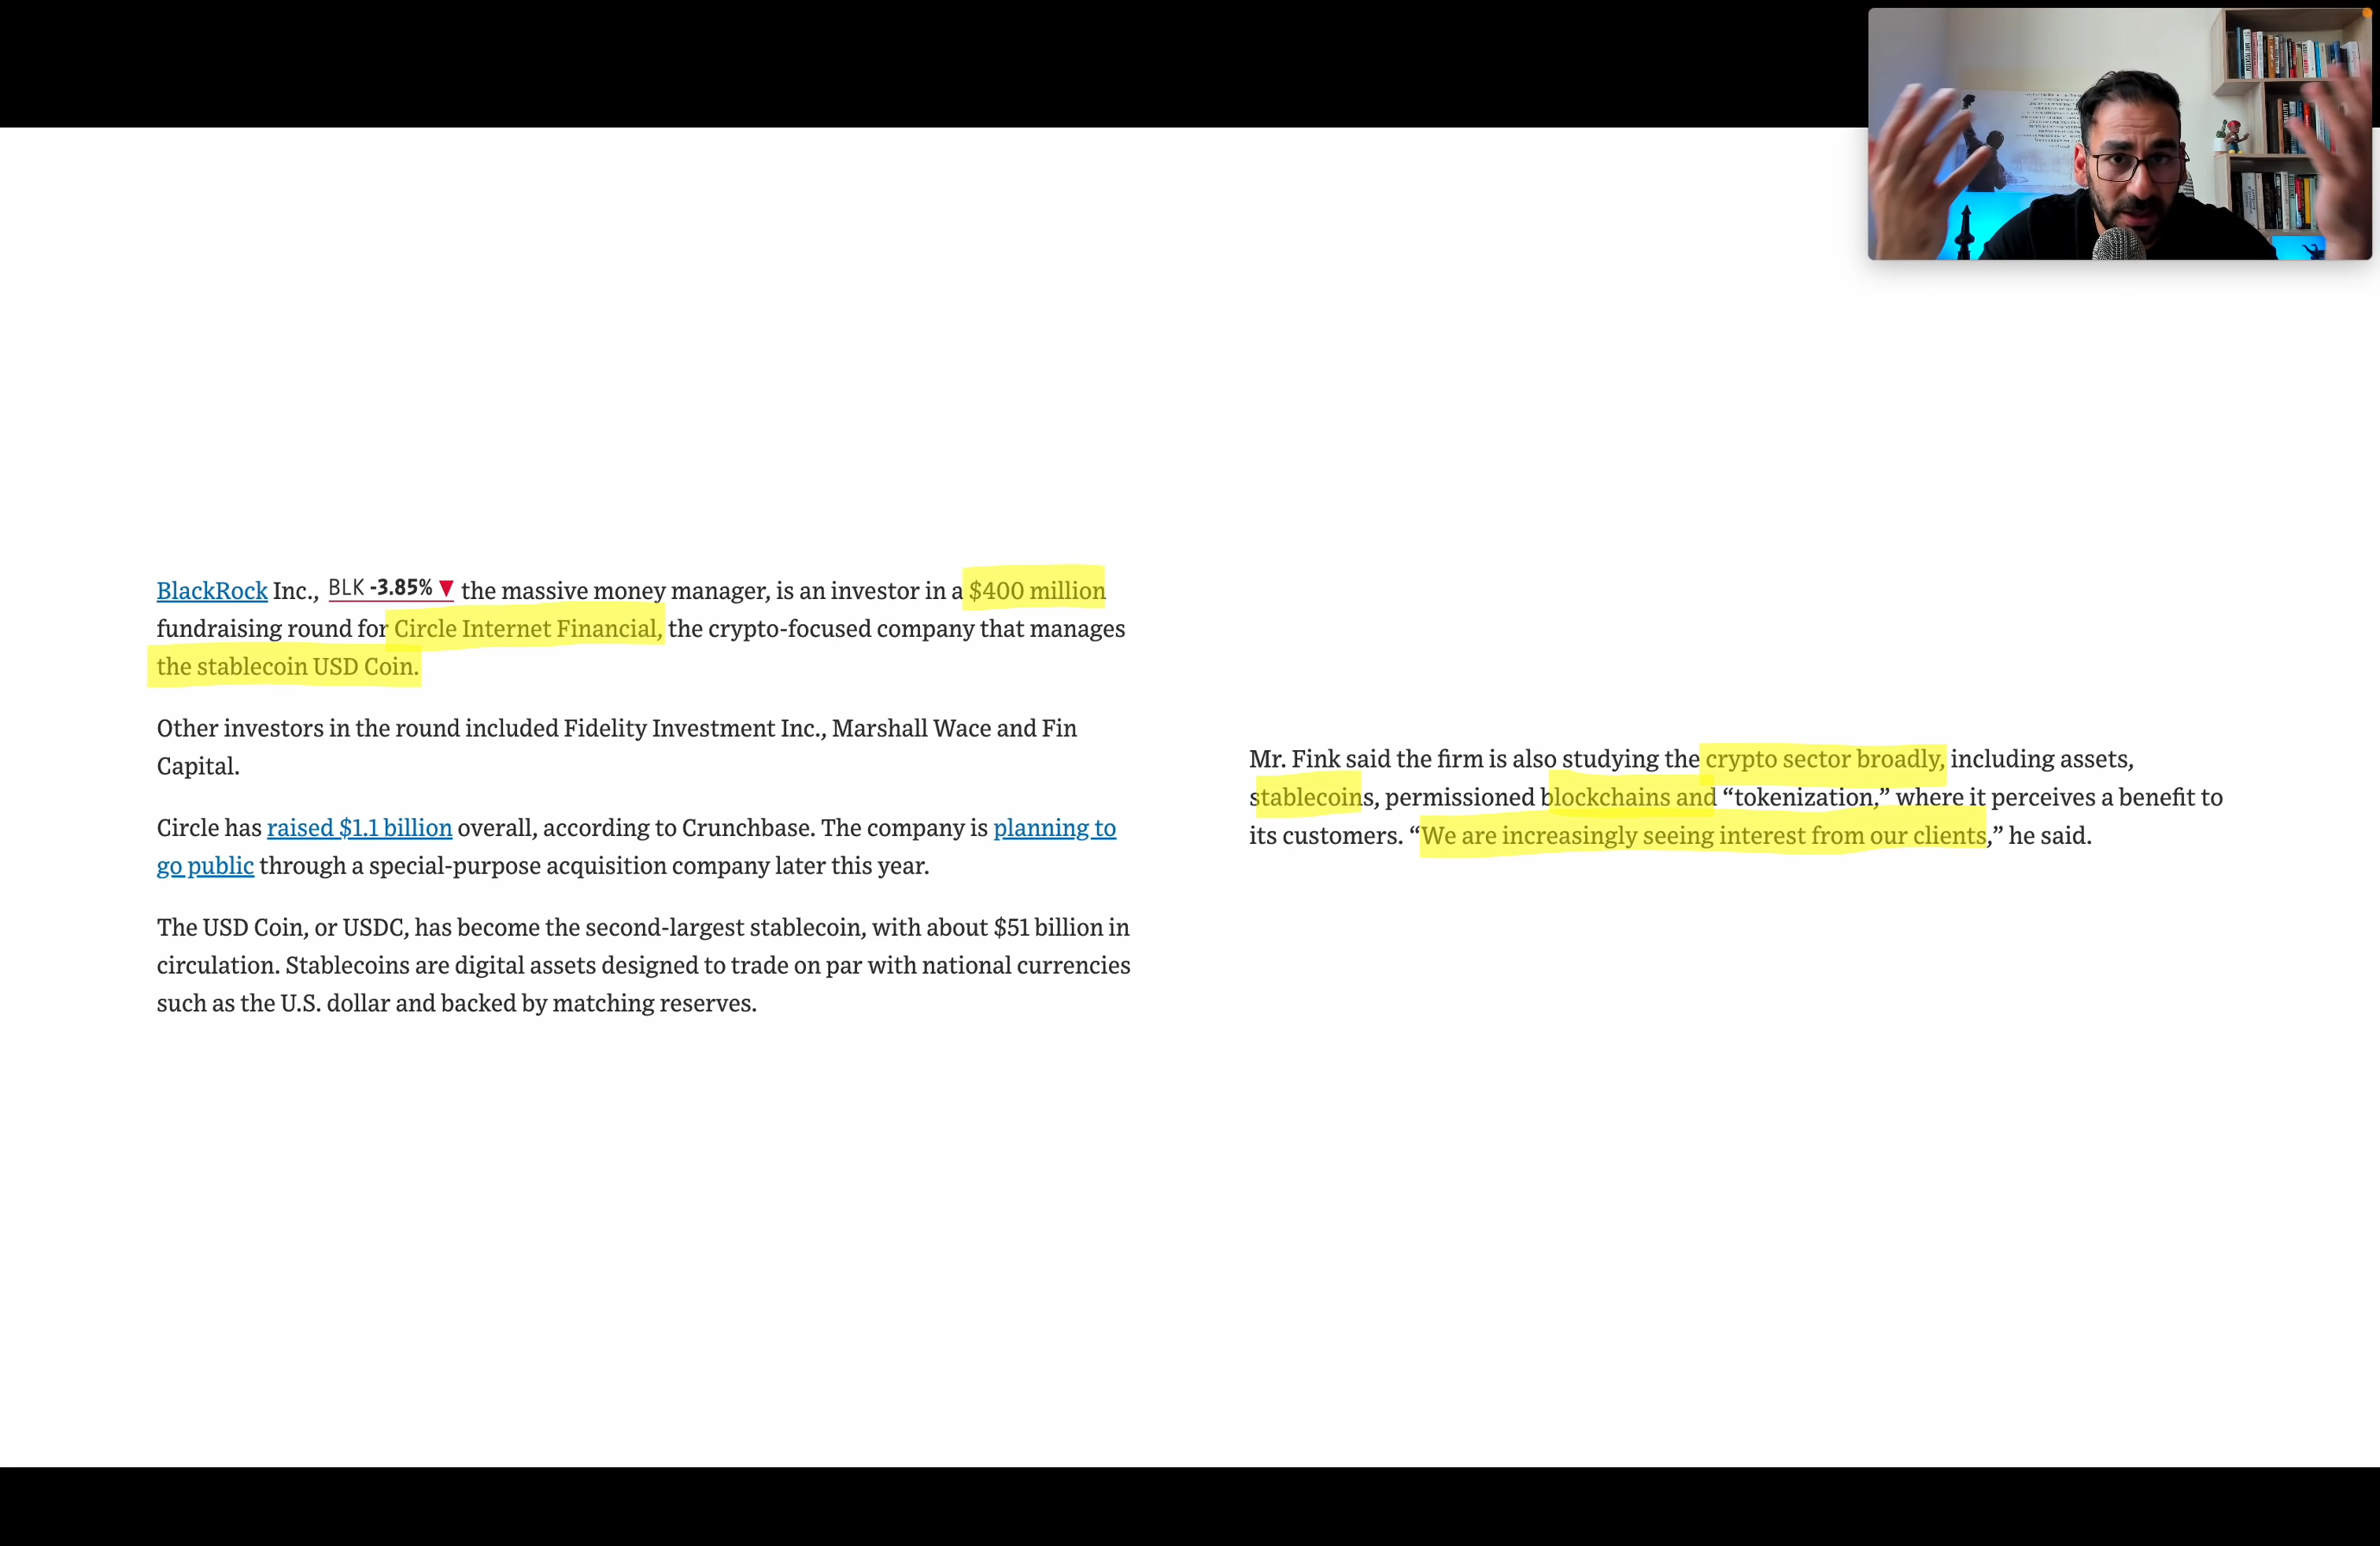 BlackRock Inc., BLK -3.85% ▼ the massive money manager, is an investor in a $400 million
fundraising round for Circle Internet Financial, the crypto-focused company that manages
the stablecoin USD Coin.
Other investors in the round included Fidelity Investment Inc., Marshall Wace and Fin
Capital.
Circle has raised $1.1 billion overall, according to Crunchbase. The company is planning to
go public through a special-purpose acquisition company later this year.
The USD Coin, or USDC, has become the second-largest stablecoin, with about $51 billion in
circulation. Stablecoins are digital assets designed to trade on par with national currencies
such as the U.S. dollar and backed by matching reserves.
Mr. Fink said the firm is also studying the crypto sector broadly, including assets,
stablecoins, permissioned blockchains and “tokenization,” where it perceives a benefit to
its customers. “We are increasingly seeing interest from our clients,” he said.